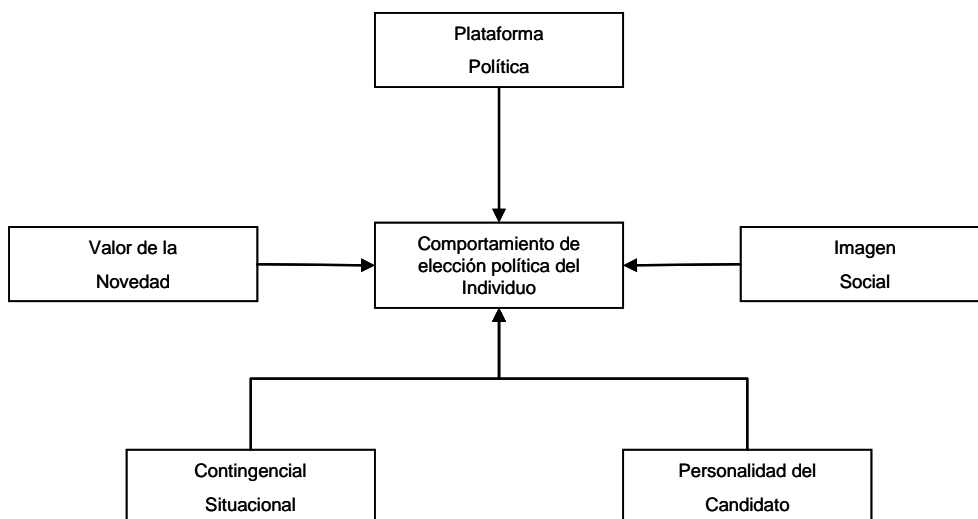 Plataforma
Política
Valor de la
Novedad
Comportamiento de
elección política del
Individuo
Imagen
Social
Contingencial
Situacional
Personalidad del
Candidato